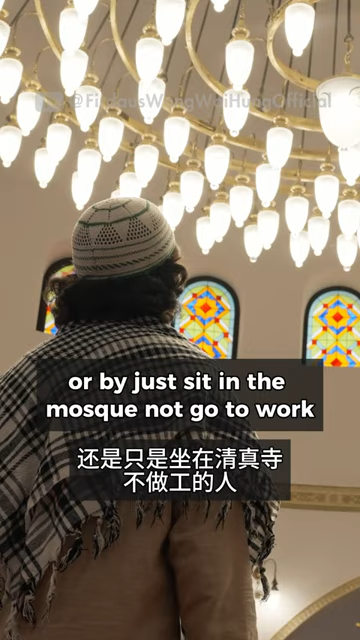 @FirdausWongWaiHungOfficial
or by just sit in the
mosque not go to work
还是只是坐在清真寺
不做工的人